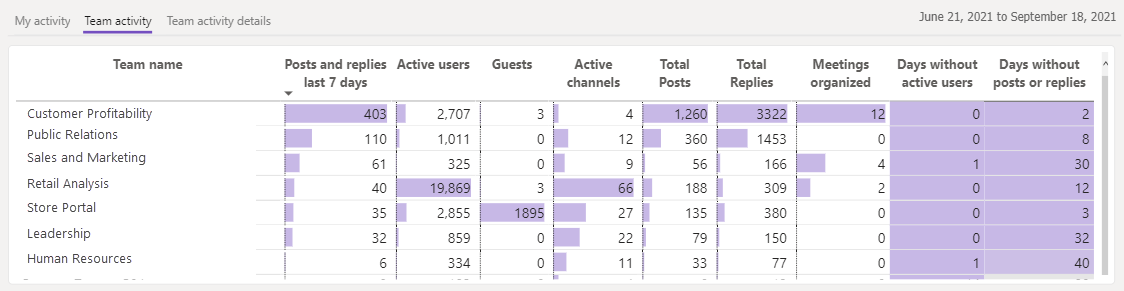 My activity Team activity Team activity details June 21, 2021 to September 18, 2021
Team name Posts and replies last 7 days Active users Guests Active channels Total Posts Total Replies Meetings organized Days without active users Days without posts or replies
Customer Profitability 403 2,707 3 4 1,260 3322 12 0 2
Public Relations 110 1,011 0 12 360 1453 0 0 8
Sales and Marketing 61 325 0 9 56 166 4 1 30
Retail Analysis 40 19,869 3 66 188 309 2 0 12
Store Portal 35 2,855 1895 27 135 380 0 0 3
Leadership 32 859 0 22 79 150 0 0 32
Human Resources 6 334 0 11 33 77 0 1 40